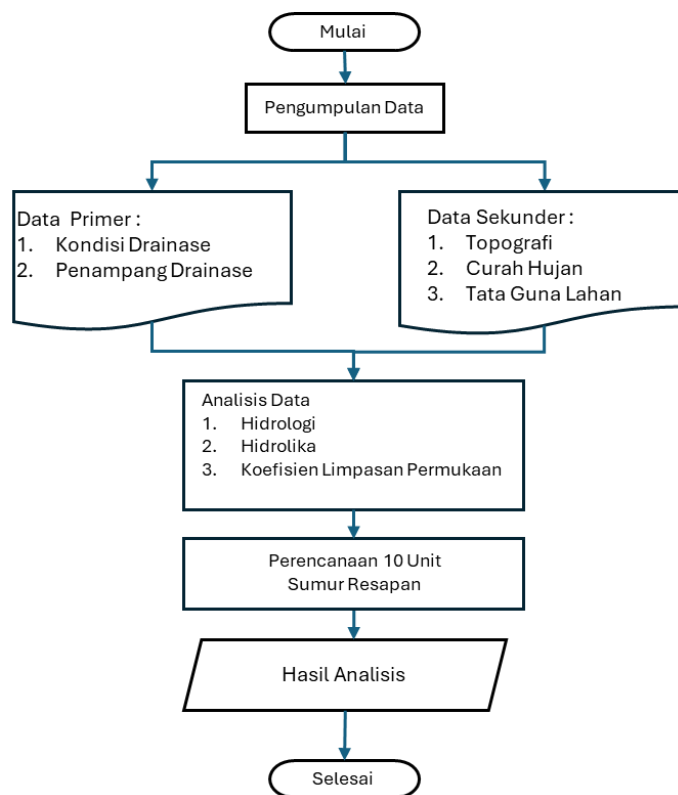 Mulai
Pengumpulan Data
Data Primer :
1. Kondisi Drainase
2. Penampang Drainase
Data Sekunder :
1. Topografi
2. Curah Hujan
3. Tata Guna Lahan
Analisis Data
1. Hidrologi
2. Hidrolika
3. Koefisien Limpasan Permukaan
Perencanaan 10 Unit
Sumur Resapan
Hasil Analisis
Selesai